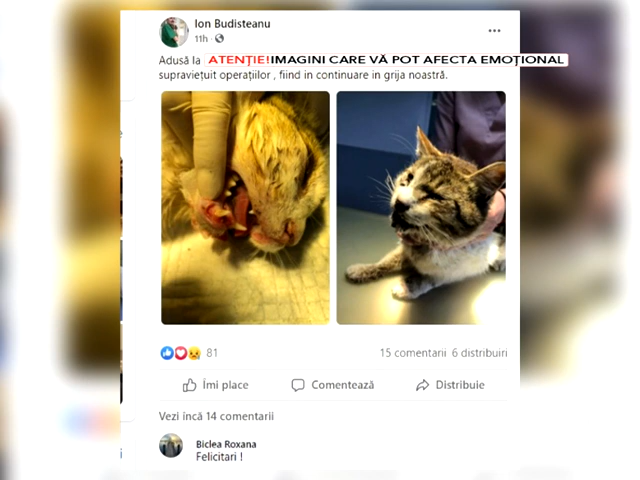 Ion Budisteanu
11h
Adusă la ATENȚIE!IMAGINI CARE VĂ POT AFECTA EMOȚIONAL
supraviețuit operațiilor , fiind in continuare in grija noastră.
81
15 comentarii 6 distribuiri
Îmi place Comentează Distribuie
Vezi încă 14 comentarii
Biclea Roxana
Felicitari !